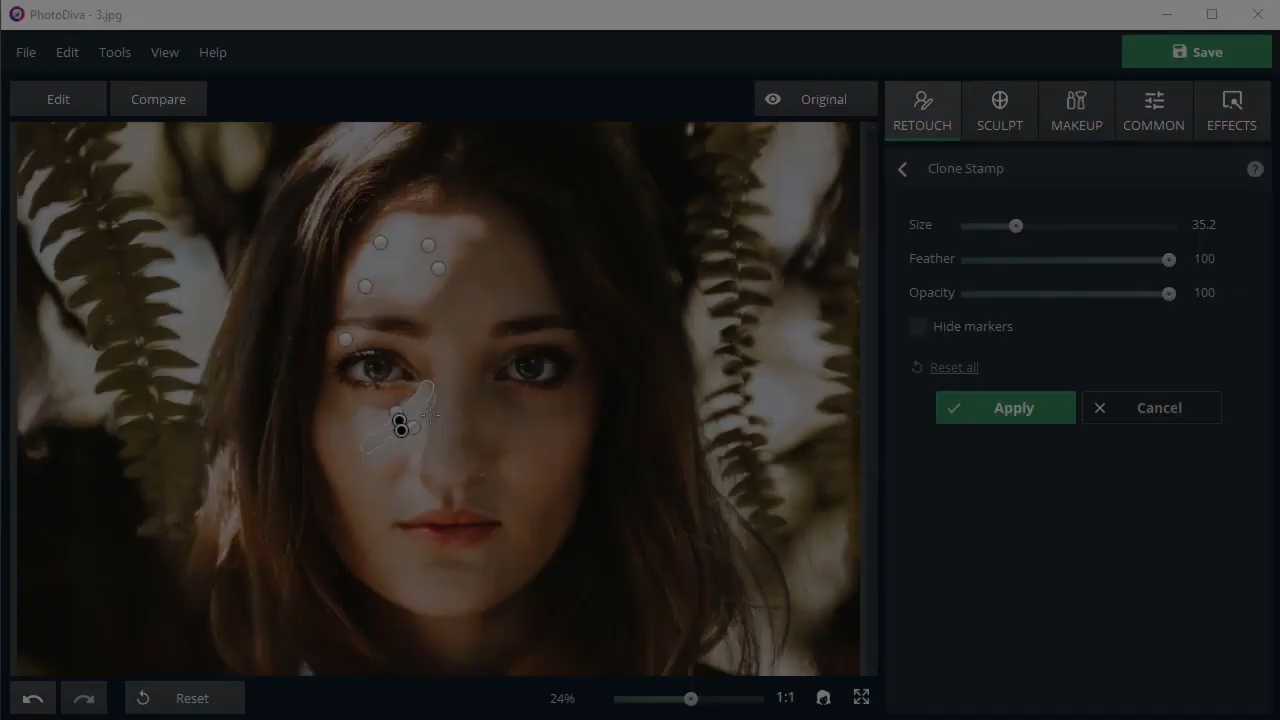 PhotoDiva - 3.jpg
File Edit Tools View Help
Save
Edit Compare Original
RETOUCH SCULPT MAKEUP COMMON EFFECTS
Clone Stamp ?
Size 35.2
Feather 100
Opacity 100
Hide markers
Reset all
Apply Cancel
Reset 24% 1:1